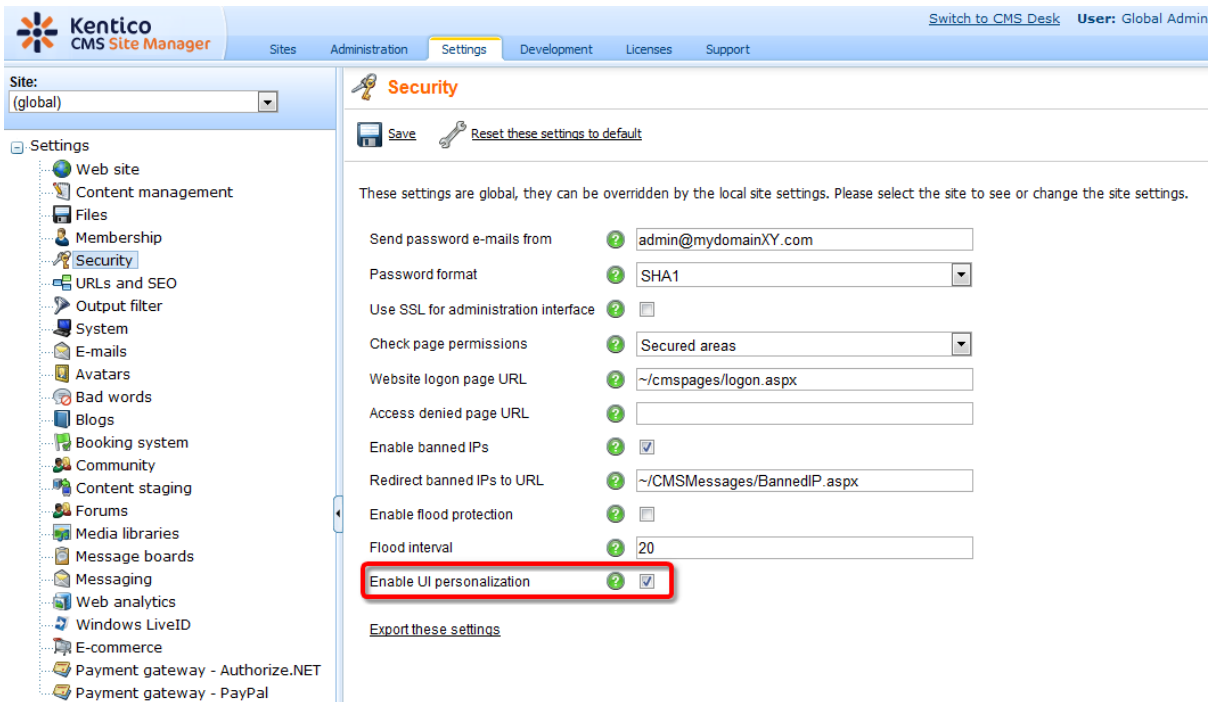 Switch to CMS Desk User: Global Admin
Kentico
CMS Site Manager
Sites Administration Settings Development Licenses Support
Site:
(global)
Settings
Web site
Content management
Files
Membership
Security
URLs and SEO
Output filter
System
E-mails
Avatars
Bad words
Blogs
Booking system
Community
Content staging
Forums
Media libraries
Message boards
Messaging
Web analytics
Windows LiveID
E-commerce
Payment gateway - Authorize.NET
Payment gateway - PayPal
Security
Save Reset these settings to default
These settings are global, they can be overridden by the local site settings. Please select the site to see or change the site settings.
Send password e-mails from ? admin@mydomainXY.com
Password format ? SHA1
Use SSL for administration interface ?
Check page permissions ? Secured areas
Website logon page URL ? ~/cmspages/logon.aspx
Access denied page URL ?
Enable banned IPs ?
Redirect banned IPs to URL ? ~/CMSMessages/BannedIP.aspx
Enable flood protection ?
Flood interval ? 20
Enable UI personalization ?
Export these settings